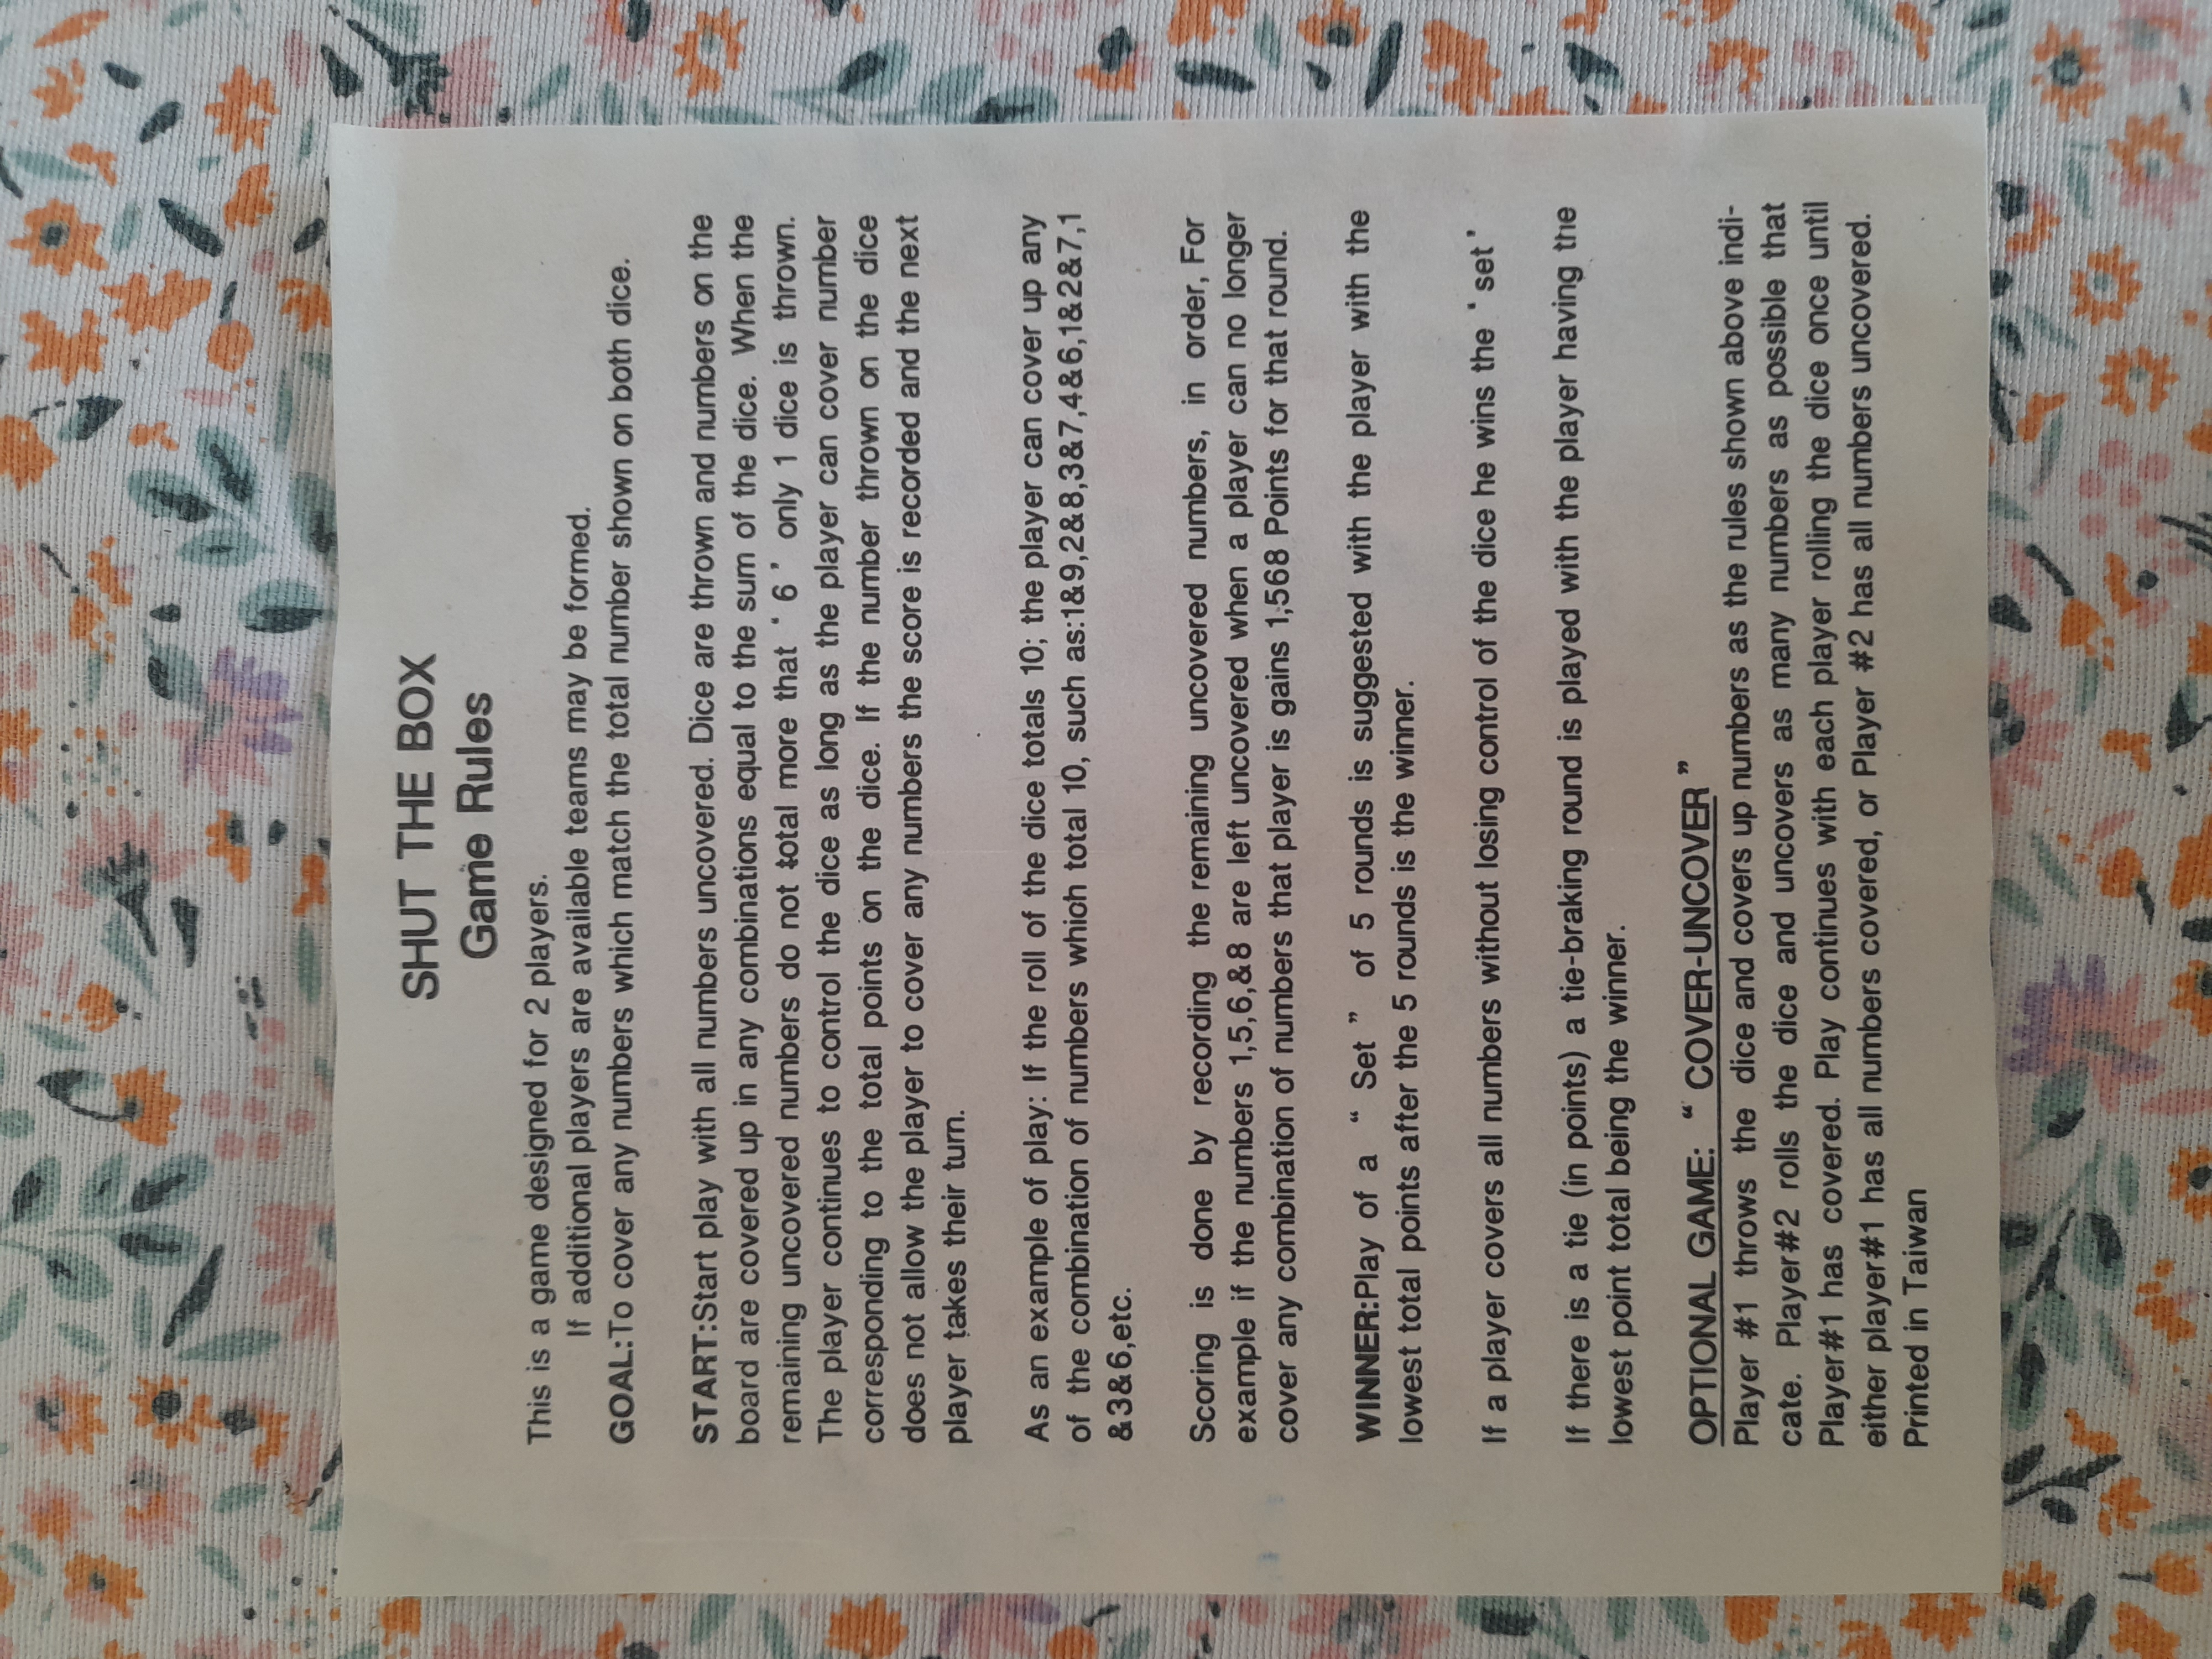 SHUT THE BOX
Game Rules
This is a game designed for 2 players.
If additional players are available teams may be formed.
GOAL:To cover any numbers which match the total number shown on both dice.
START:Start play with all numbers uncovered. Dice are thrown and numbers on the
board are covered up in any combinations equal to the sum of the dice. When the
remaining uncovered numbers do not total more that ‘ 6 ’ only 1 dice is thrown.
The player continues to control the dice as long as the player can cover number
corresponding to the total points on the dice. If the number thrown on the dice
does not allow the player to cover any numbers the score is recorded and the next
player takes their turn.
As an example of play: If the roll of the dice totals 10; the player can cover up any
of the combination of numbers which total 10, such as:1&9,2&8,3&7,4&6,1&2&7,1
&3&6,etc.
Scoring is done by recording the remaining uncovered numbers, in order, For
example if the numbers 1,5,6,&8 are left uncovered when a player can no longer
cover any combination of numbers that player is gains 1,568 Points for that round.
WINNER:Play of a “ Set ” of 5 rounds is suggested with the player with the
lowest total points after the 5 rounds is the winner.
If a player covers all numbers without losing control of the dice he wins the ‘ set ’
If there is a tie (in points) a tie-braking round is played with the player having the
lowest point total being the winner.
OPTIONAL GAME: “ COVER-UNCOVER ”
Player #1 throws the dice and covers up numbers as the rules shown above indi-
cate. Player#2 rolls the dice and uncovers as many numbers as possible that
Player#1 has covered. Play continues with each player rolling the dice once until
either player#1 has all numbers covered, or Player #2 has all numbers uncovered.
Printed in Taiwan